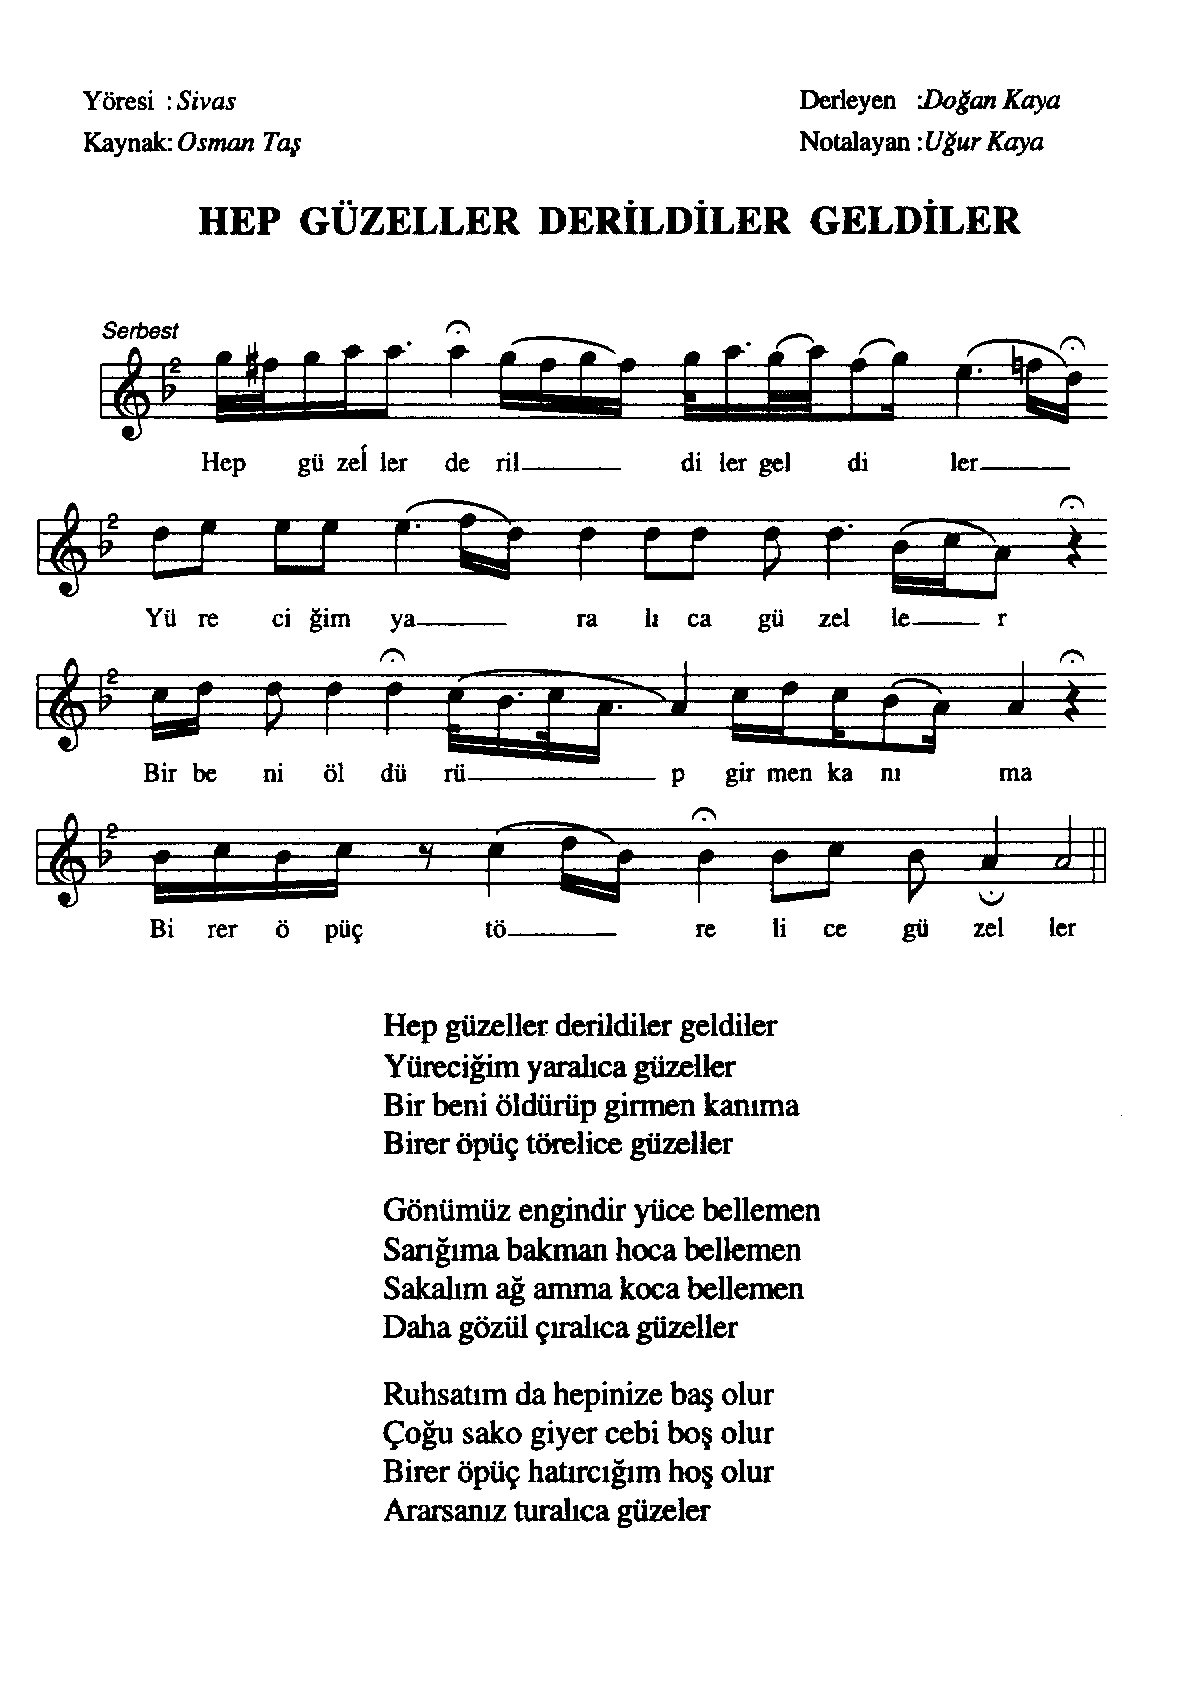 Yöresi : Sivas
Derleyen : Doğan Kaya
Kaynak: Osman Taş
Notalayan : Uğur Kaya
HEP GÜZELLER DERİLDİLER GELDİLER
Serbest
2
Hep gü zel ler de ril di ler gel di ler
2
Yü re ci ğim ya ra lı ca gü zel le r
2
Bir be ni öl dü rü p gir men ka nı ma
2
Bi rer ö püç tö re li ce gü zel ler
Hep güzeller derildiler geldiler
Yüreciğim yaralıca güzeller
Bir beni öldürüp girmen kanıma
Birer öpüç törelice güzeller
Gönümüz engindir yüce bellemen
Sarığıma bakman hoca bellemen
Sakalım ağ amma koca bellemen
Daha gözül çıralıca güzeller
Ruhsatım da hepinize baş olur
Çoğu sako giyer cebi boş olur
Birer öpüç hatırcığım hoş olur
Ararsanız turalıca güzeler